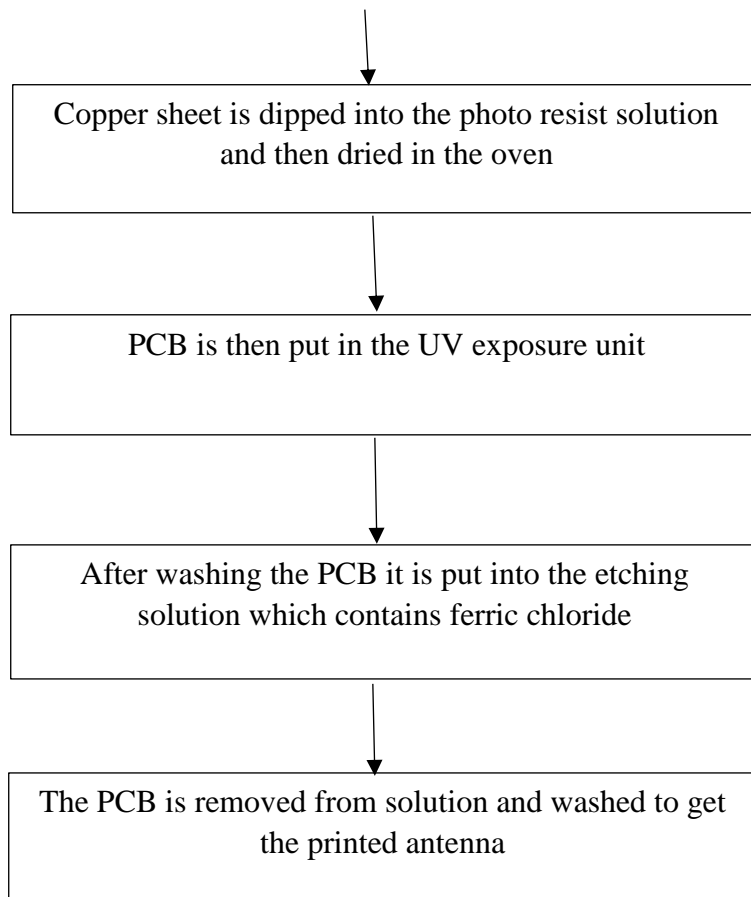 Copper sheet is dipped into the photo resist solution
and then dried in the oven
PCB is then put in the UV exposure unit
After washing the PCB it is put into the etching
solution which contains ferric chloride
The PCB is removed from solution and washed to get
the printed antenna